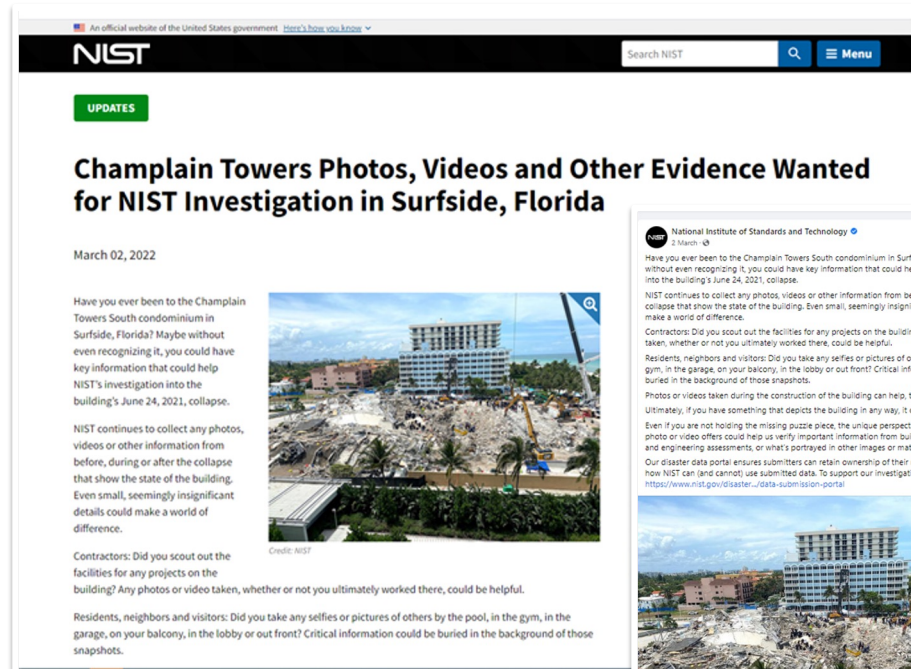 An official website of the United States government Here's how you know
NIST
Search NIST
Menu
UPDATES
Champlain Towers Photos, Videos and Other Evidence Wanted
for NIST Investigation in Surfside, Florida
March 02, 2022
Have you ever been to the Champlain
Towers South condominium in
Surfside, Florida? Maybe without
even recognizing it, you could have
key information that could help
NIST's investigation into the
building's June 24, 2021, collapse.
NIST continues to collect any photos,
videos or other information from
before, during or after the collapse
that show the state of the building.
Even small, seemingly insignificant
details could make a world of
difference.
Credit: NIST
Contractors: Did you scout out the
facilities for any projects on the
building? Any photos or video taken, whether or not you ultimately worked there, could be helpful.
Residents, neighbors and visitors: Did you take any selfies or pictures of others by the pool, in the gym, in the
garage, on your balcony, in the lobby or out front? Critical information could be buried in the background of those
snapshots.
NIST
National Institute of Standards and Technology
2 March
Have you ever been to the Champlain Towers South condominium in Surf
without even recognizing it, you could have key information that could he
into the building's June 24, 2021, collapse.
NIST continues to collect any photos, videos or other information from be
collapse that show the state of the building. Even small, seemingly insigni
make a world of difference.
Contractors: Did you scout out the facilities for any projects on the buildin
taken, whether or not you ultimately worked there, could be helpful.
Residents, neighbors and visitors: Did you take any selfies or pictures of o
gym, in the garage, on your balcony, in the lobby or out front? Critical inf
buried in the background of those snapshots.
Photos or videos taken during the construction of the building can help, t
Ultimately, if you have something that depicts the building in any way, it
Even if you are not holding the missing puzzle piece, the unique perspect
photo or video offers could help us verify important information from bui
and engineering assessments, or what's portrayed in other images or mat
Our disaster data portal ensures submitters can retain ownership of their
how NIST can (and cannot) use submitted data. To support our investigat
https://www.nist.gov/disaster.../data-submission-portal